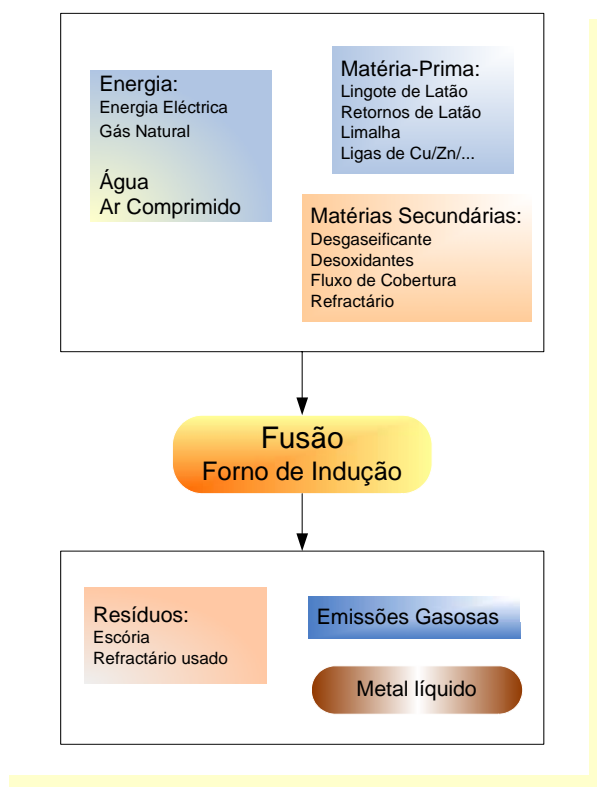 Energia:
Energia Eléctrica
Gás Natural
Água
Ar Comprimido
Matéria-Prima:
Lingote de Latão
Retornos de Latão
Limalha
Ligas de Cu/Zn/...
Matérias Secundárias:
Desgaseificante
Desoxidantes
Fluxo de Cobertura
Refractário
Fusão
Forno de Indução
Resíduos:
Escória
Refractário usado
Emissões Gasosas
Metal líquido